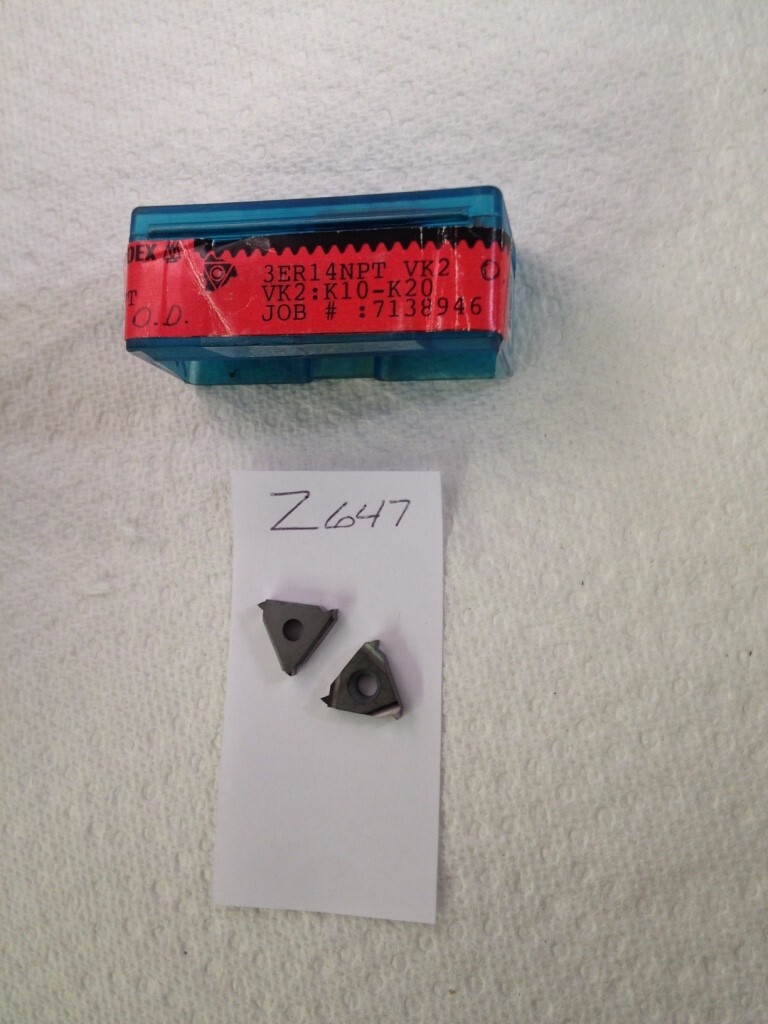 DEX
3ER14NPT VK2
VK2:K10-K20
JOB # :7138946
O.D.
Z647